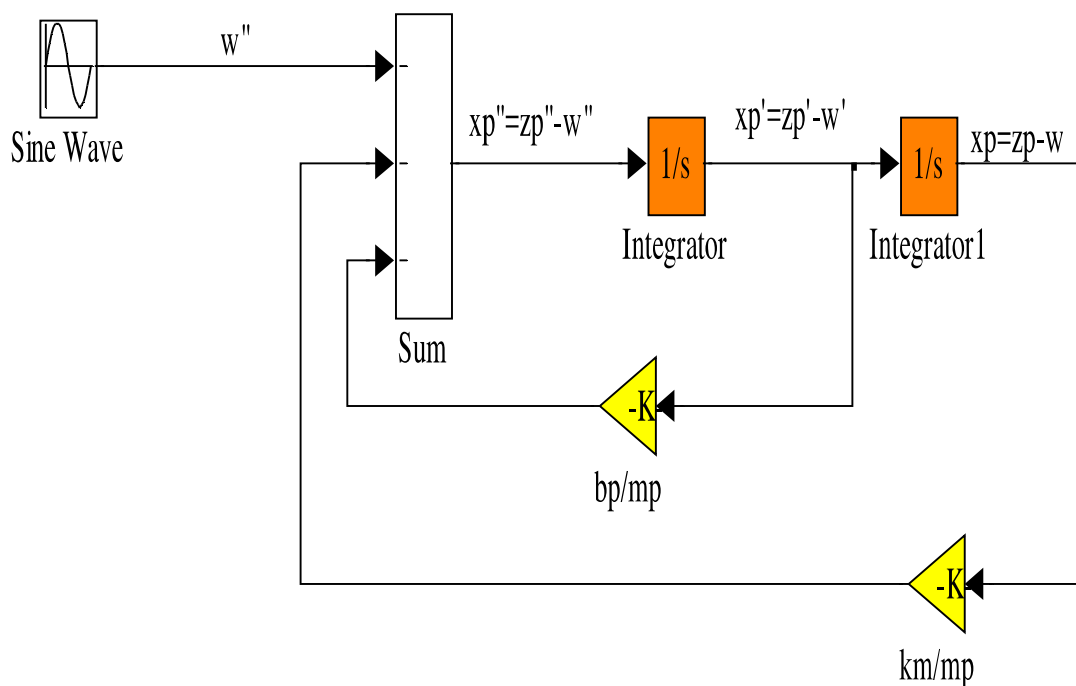 w"
Sine Wave
-
-
-
Sum
xp"=zp"-w"
1/s
Integrator
xp'=zp'-w'
1/s
Integrator1
xp=zp-w
-K-
bp/mp
-K-
km/mp